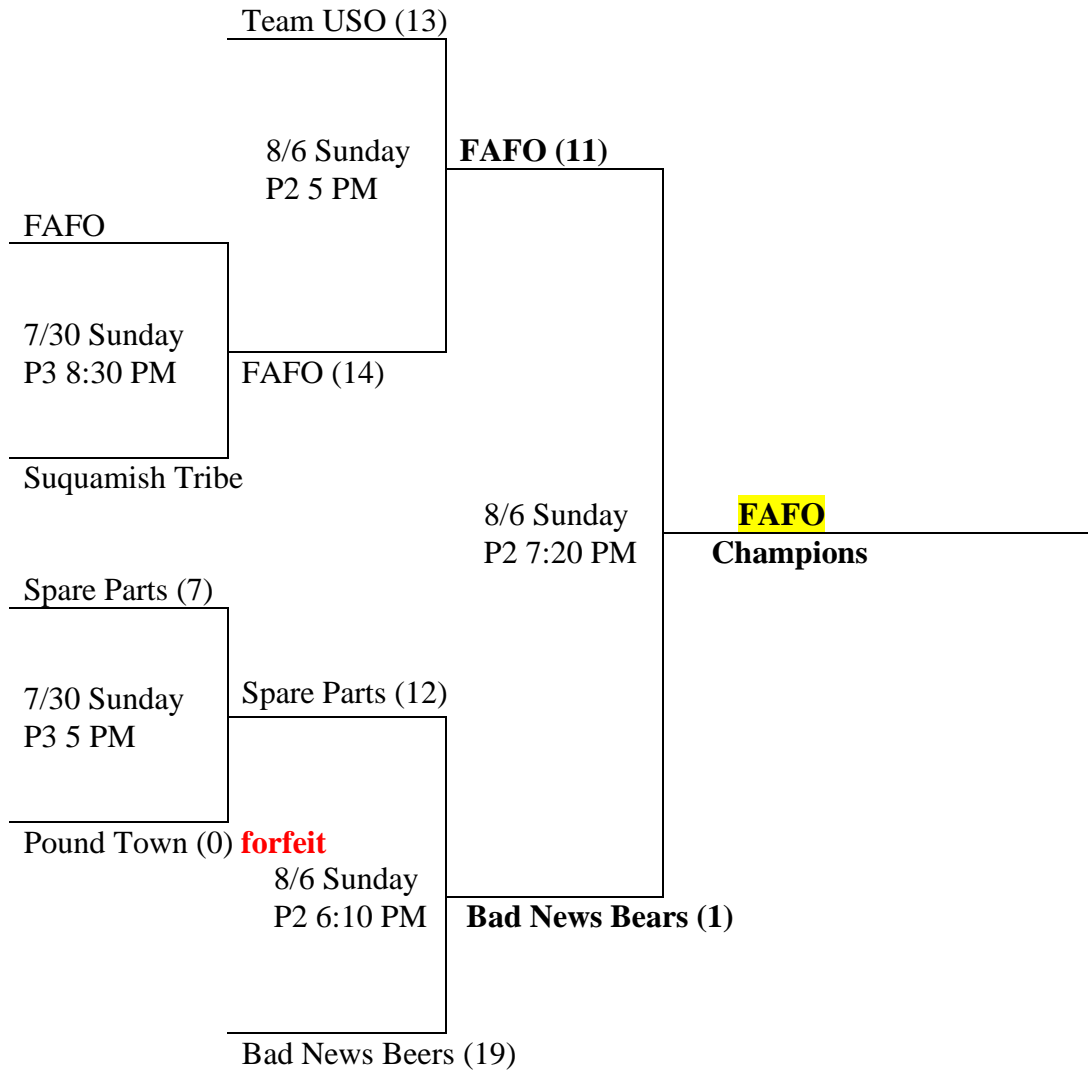 Team USO (13)
8/6 Sunday
P2 5 PM
FAFO (11)
FAFO
7/30 Sunday
P3 8:30 PM
FAFO (14)
Suquamish Tribe
8/6 Sunday
P2 7:20 PM
FAFO
Champions
Spare Parts (7)
7/30 Sunday
P3 5 PM
Spare Parts (12)
Pound Town (0) forfeit
8/6 Sunday
P2 6:10 PM
Bad News Bears (1)
Bad News Beers (19)